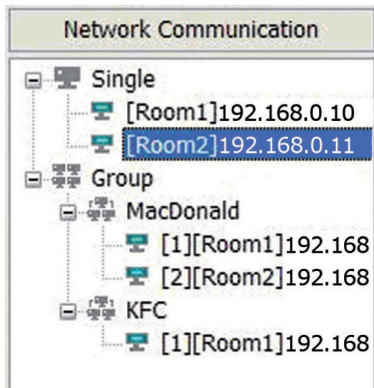 Network Communication
Single
[Room1]192.168.0.10
[Room2]192.168.0.11
Group
MacDonald
[1][Room1]192.168
[2][Room2]192.168
KFC
[1][Room1]192.168